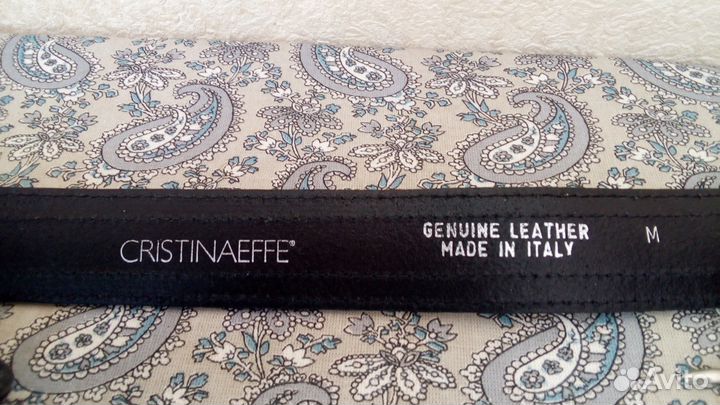 CRISTINAEFFE®
GENUINE LEATHER
MADE IN ITALY
M
Avito